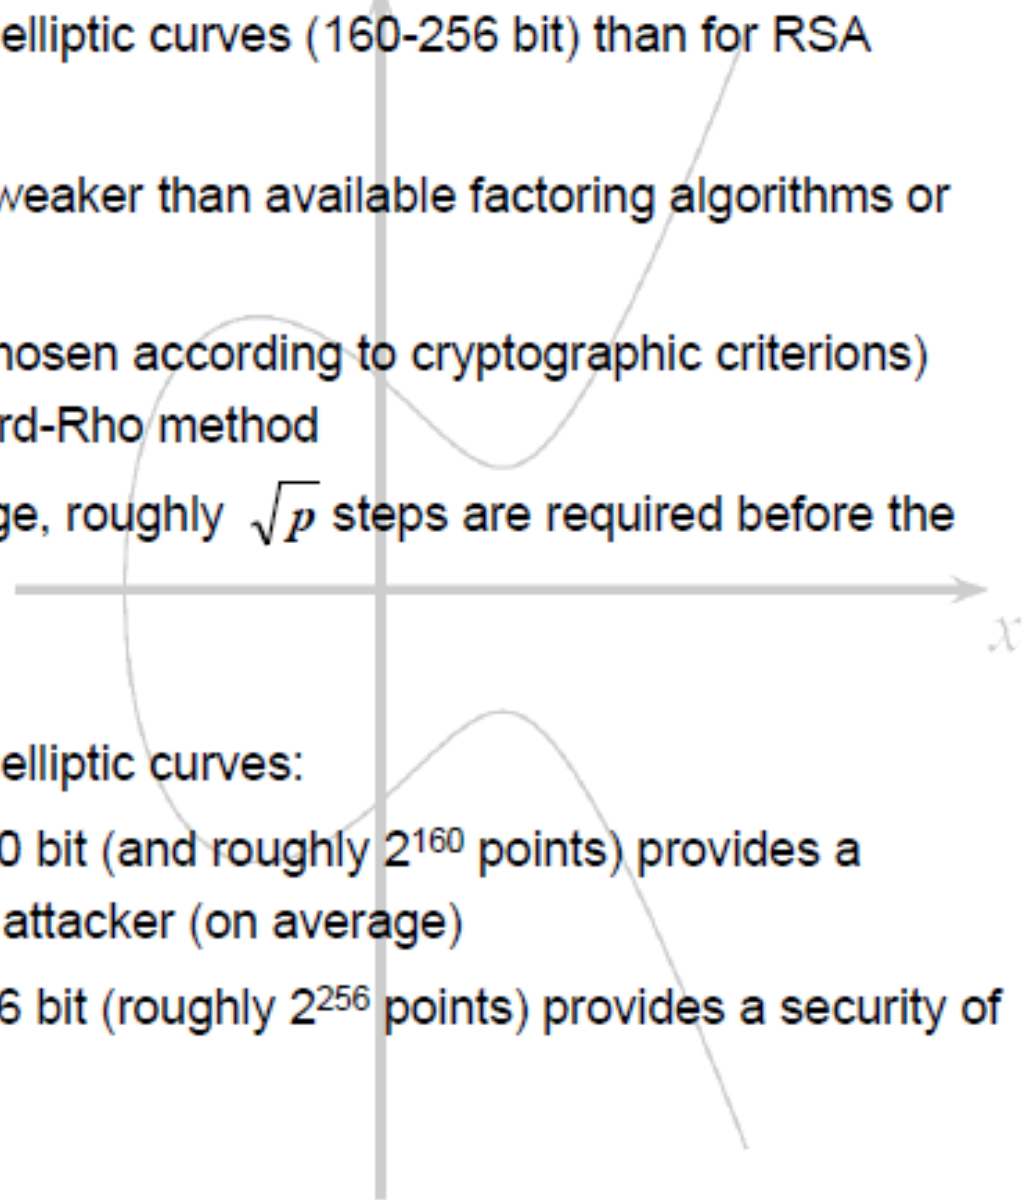 elliptic curves (160-256 bit) than for RSA
weaker than available factoring algorithms or
hosen according to cryptographic criterions)
rd-Rho method
ge, roughly √p steps are required before the
x
elliptic curves:
0 bit (and roughly 2¹⁶⁰ points) provides a
attacker (on average)
6 bit (roughly 2²⁵⁶ points) provides a security of